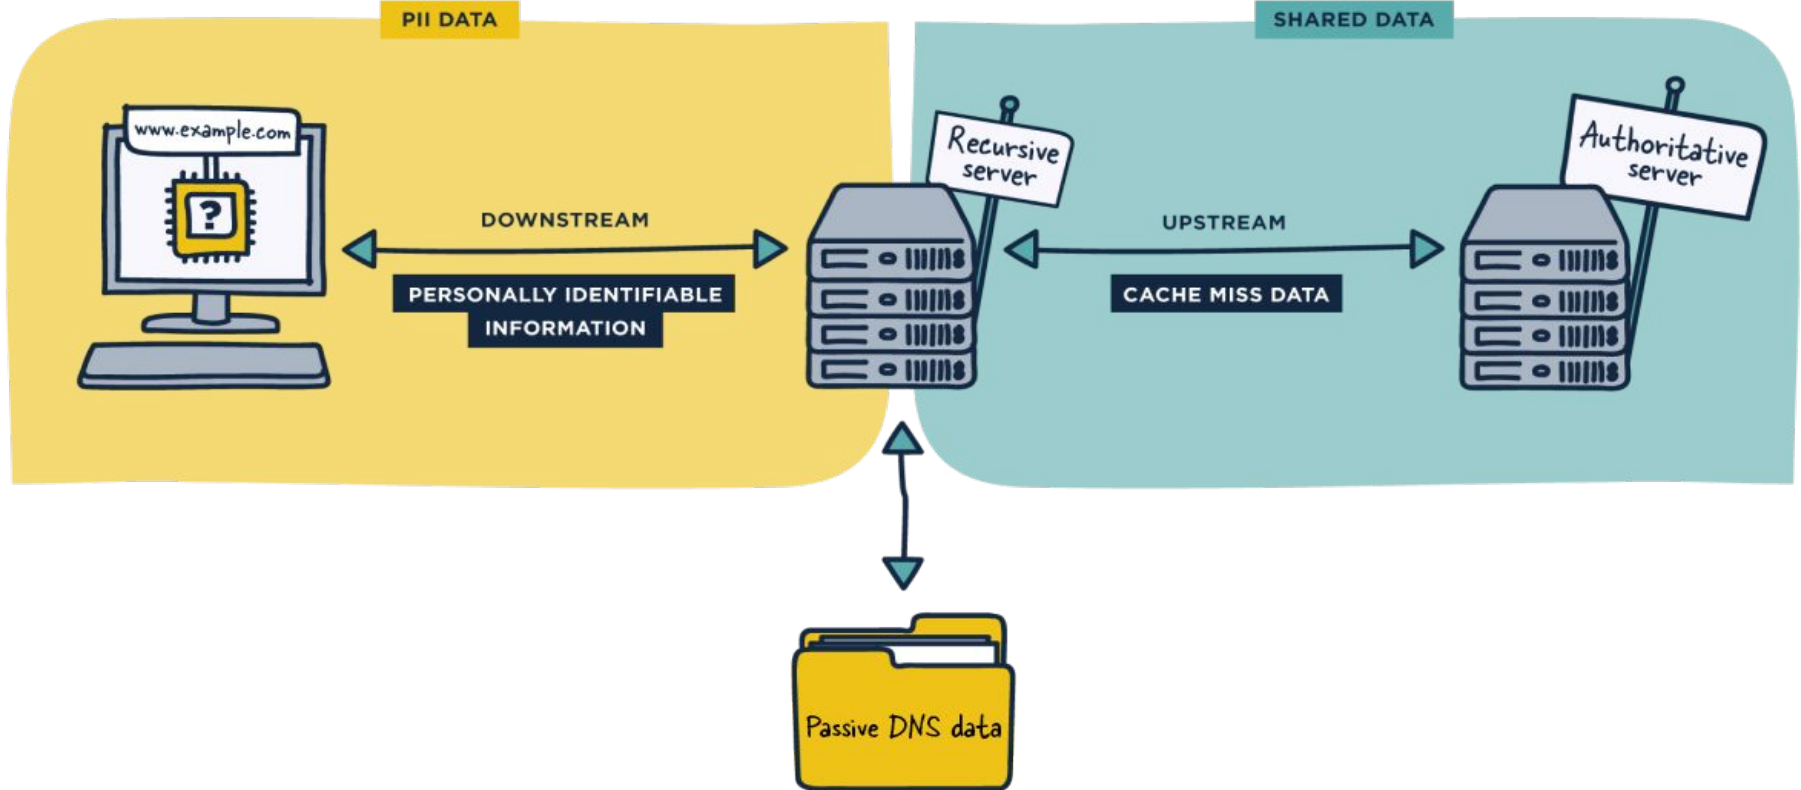 PII DATA
SHARED DATA
www.example.com
?
Recursive
server
Authoritative
server
DOWNSTREAM
UPSTREAM
PERSONALLY IDENTIFIABLE
INFORMATION
CACHE MISS DATA
Passive DNS data